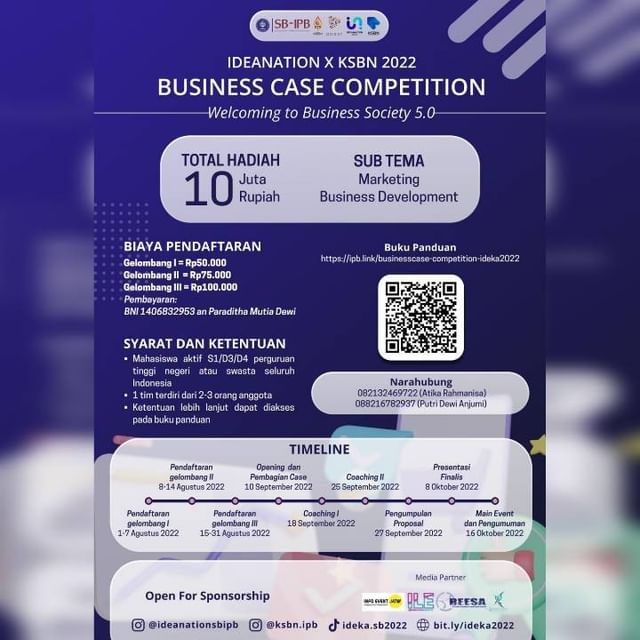 SB-IPB
IDEANATION X KSBN 2022
BUSINESS CASE COMPETITION
Welcoming to Business Society 5.0
TOTAL HADIAH
10 Juta
Rupiah
SUB TEMA
Marketing
Business Development
BIAYA PENDAFTARAN
Gelombang I = Rp50.000
Gelombang II = Rp75.000
Gelombang III = Rp100.000
Pembayaran:
BNI 1406832953 an Paraditha Mutia Dewi
Buku Panduan
https://ipb.link/businesscase-competition-ideka2022
SYARAT DAN KETENTUAN
• Mahasiswa aktif S1/D3/D4 perguruan
tinggi negeri atau swasta seluruh
Indonesia
• 1 tim terdiri dari 2-3 orang anggota
• Ketentuan lebih lanjut dapat diakses
pada buku panduan
Narahubung
082132469722 (Atika Rahmanisa)
088216782937 (Putri Dewi Anjumi)
TIMELINE
Pendaftaran
gelombang II
8-14 Agustus 2022
Opening dan
Pembagian Case
10 September 2022
Coaching II
25 September 2022
Presentasi
Finalis
8 Oktober 2022
Pendaftaran
gelombang I
1-7 Agustus 2022
Pendaftaran
gelombang III
15-31 Agustus 2022
Coaching I
18 September 2022
Pengumpulan
Proposal
27 September 2022
Main Event
dan Pengumuman
16 Oktober 2022
Open For Sponsorship
Media Partner
INFO EVENT JATIM
ILE
REESA
@ideanationsbipb
@ksbn.ipb
ideka.sb2022
bit.ly/ideka2022